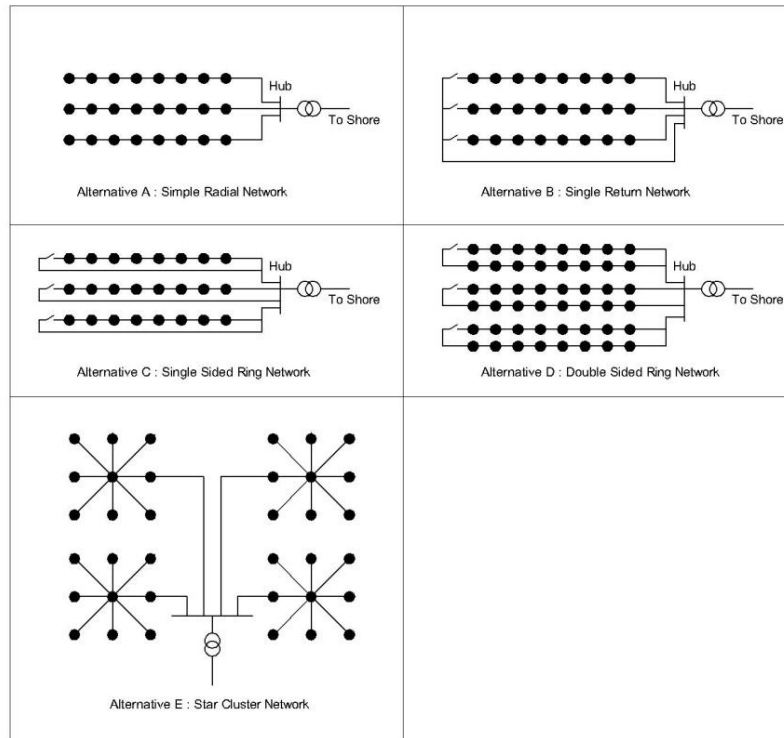 Hub
To Shore
Alternative A : Simple Radial Network
Hub
To Shore
Alternative B : Single Return Network
Hub
To Shore
Alternative C : Single Sided Ring Network
Hub
To Shore
Alternative D : Double Sided Ring Network
Alternative E : Star Cluster Network